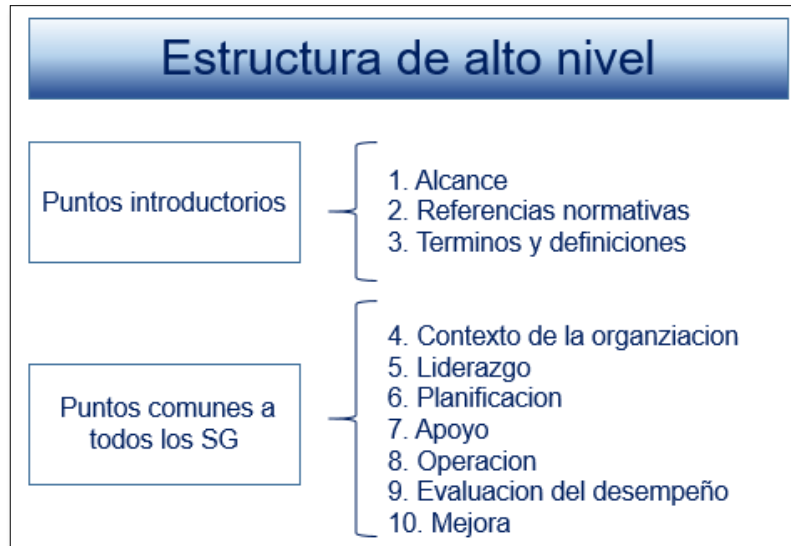 Estructura de alto nivel
Puntos introductorios
1. Alcance
2. Referencias normativas
3. Terminos y definiciones
Puntos comunes a
todos los SG
4. Contexto de la organziacion
5. Liderazgo
6. Planificacion
7. Apoyo
8. Operacion
9. Evaluacion del desempeño
10. Mejora